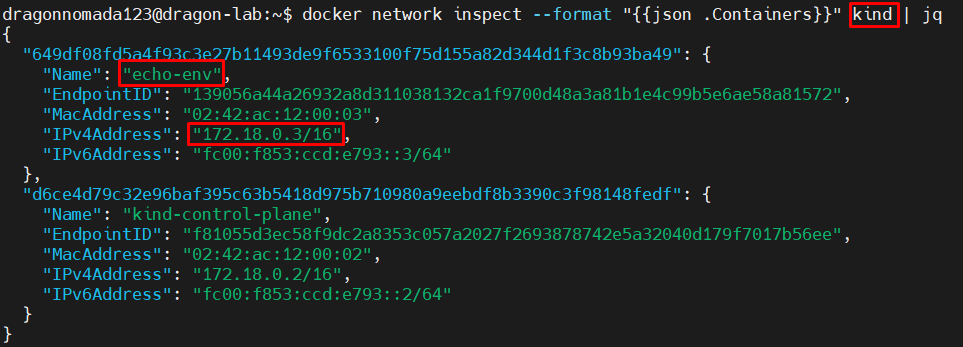 dragonnomada123@dragon-lab:~$ docker network inspect --format "{{json .Containers}}" kind | jq
{
  "649df08fd5a4f93c3e27b11493de9f6533100f75d155a82d344d1f3c8b93ba49": {
    "Name": "echo-env",
    "EndpointID": "139056a44a26932a8d311038132ca1f9700d48a3a81b1e4c99b5e6ae58a81572",
    "MacAddress": "02:42:ac:12:00:03",
    "IPv4Address": "172.18.0.3/16",
    "IPv6Address": "fc00:f853:ccd:e793::3/64"
  },
  "d6ce4d79c32e96baf395c63b5418d975b710980a9eebdf8b3390c3f98148fedf": {
    "Name": "kind-control-plane",
    "EndpointID": "f81055d3ec58f9dc2a8353c057a2027f2693878742e5a32040d179f7017b56ee",
    "MacAddress": "02:42:ac:12:00:02",
    "IPv4Address": "172.18.0.2/16",
    "IPv6Address": "fc00:f853:ccd:e793::2/64"
  }
}